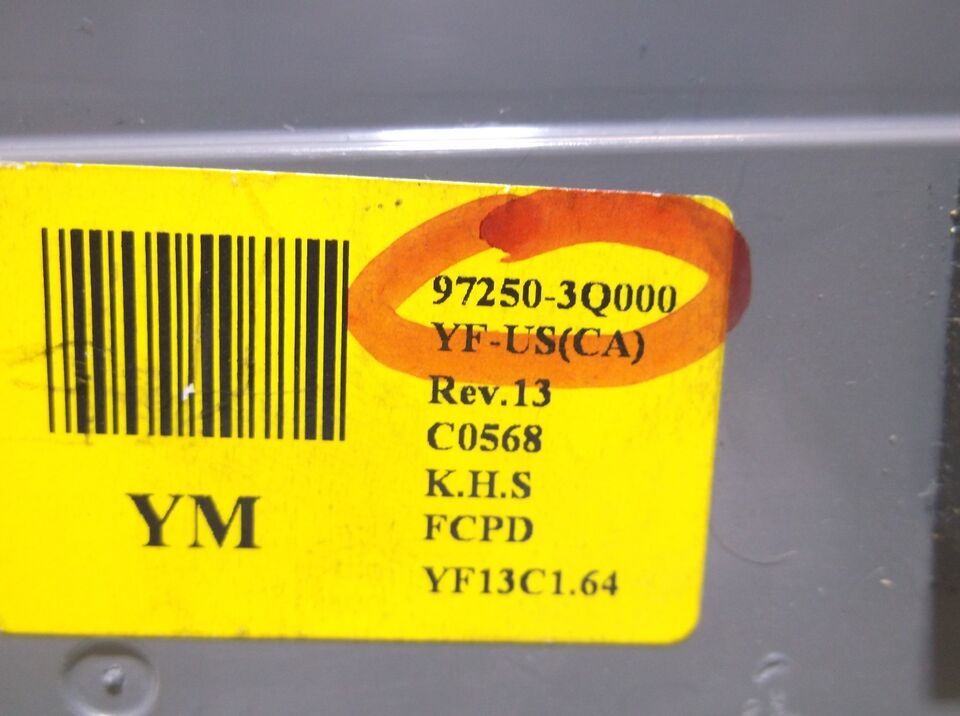 97250-3Q000
YF-US(CA)
Rev.13
C0568
K.H.S
FCPD
YF13C1.64
YM